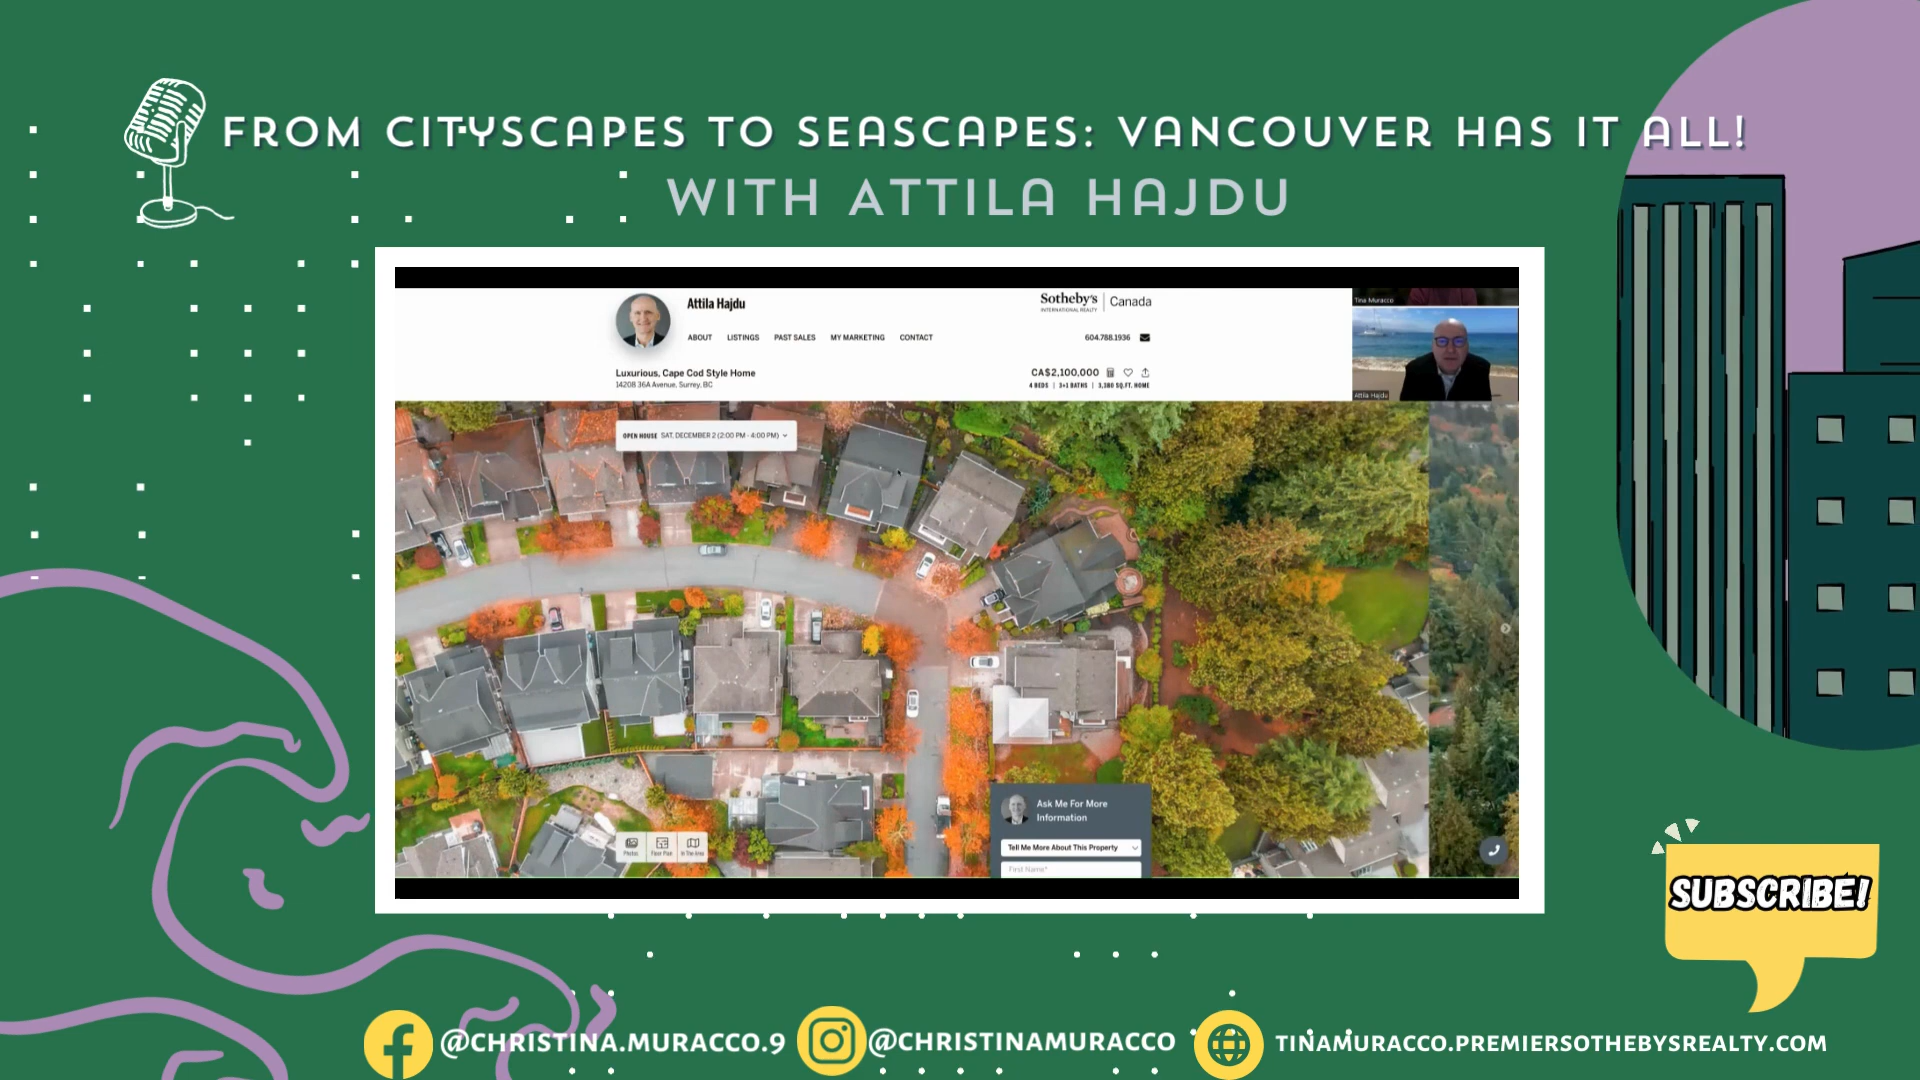 FROM CITYSCAPES TO SEASCAPES: VANCOUVER HAS IT ALL!
WITH ATTILA HAJDU
Attila Hajdu
Sotheby's | Canada
INTERNATIONAL REALTY
Tina Muracco
ABOUT LISTINGS PAST SALES MY MARKETING CONTACT
604.788.1936
Luxurious, Cape Cod Style Home
CA$2,100,000
14208 36A Avenue, Surrey, BC
4 BEDS | 3+1 BATHS | 3,380 SQ.FT. HOME
Attila Hajdu
OPEN HOUSE SAT, DECEMBER 2 (2:00 PM - 4:00 PM)
Ask Me For More
Information
Tell Me More About This Property
First Name*
Photos Floor Plan In The Area
SUBSCRIBE!
@CHRISTINA.MURACCO.9 @CHRISTINAMURACCO TINAMURACCO.PREMIERSOTHEBYSREALTY.COM